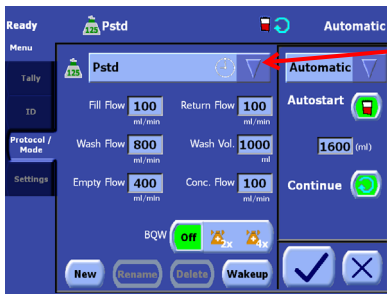 Ready 125 Pstd Automatic
Menu
Tally
ID
Protocol /
Mode
Settings
125 Pstd
Fill Flow 100 ml/min Return Flow 100 ml/min
Wash Flow 800 ml/min Wash Vol. 1000 ml
Empty Flow 400 ml/min Conc. Flow 100 ml/min
BQW Off 2x 4x
New Rename Delete Wakeup
Automatic
Autostart
1600 (ml)
Continue